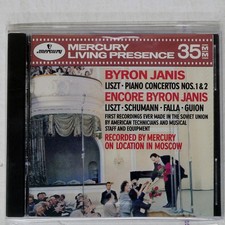 Mercury
MERCURY
LIVING PRESENCE
35
MM
BYRON JANIS
LISZT · PIANO CONCERTOS NOS. 1 & 2
ENCORE BYRON JANIS
LISZT · SCHUMANN · FALLA · GUION
FIRST RECORDINGS EVER MADE IN THE SOVIET UNION
BY AMERICAN TECHNICIANS AND MUSICAL
STAFF AND EQUIPMENT
RECORDED BY MERCURY
ON LOCATION IN MOSCOW